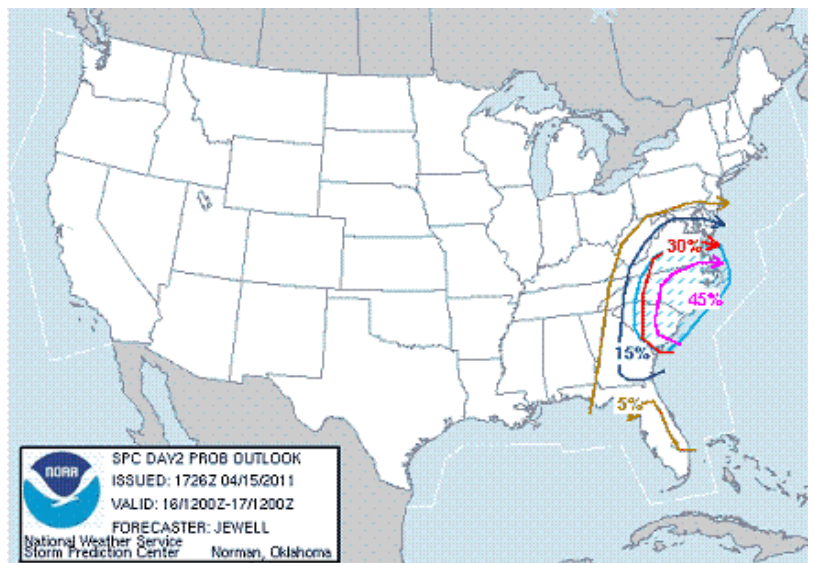 30%
45%
15%
5%
NOAA
SPC DAY2 PROB OUTLOOK
ISSUED: 1726Z 04/15/2011
VALID: 16/1200Z-17/1200Z
FORECASTER: JEWELL
National Weather Service
Storm Prediction Center Norman, Oklahoma